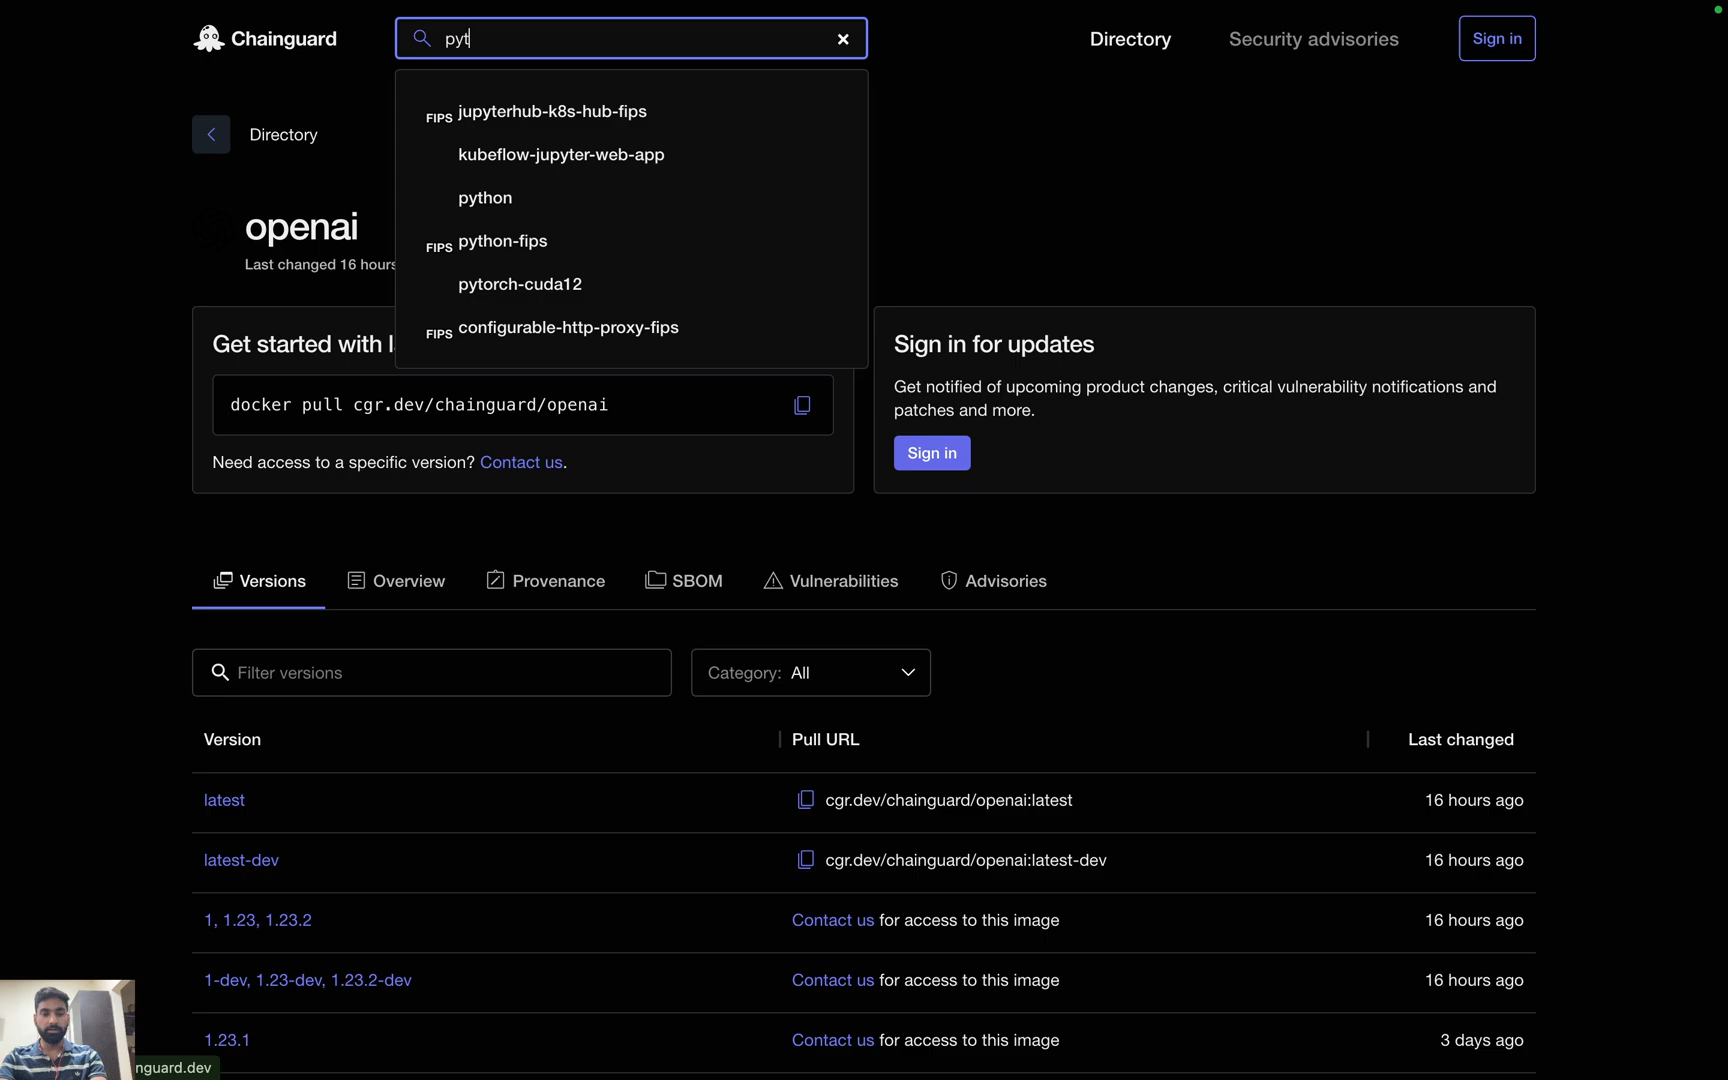 Chainguard
pyt
Directory
Security advisories
Sign in
FIPS jupyterhub-k8s-hub-fips
kubeflow-jupyter-web-app
python
FIPS python-fips
pytorch-cuda12
FIPS configurable-http-proxy-fips
Directory
openai
Last changed 16 hours
Get started with
docker pull cgr.dev/chainguard/openai
Need access to a specific version? Contact us.
Sign in for updates
Get notified of upcoming product changes, critical vulnerability notifications and
patches and more.
Sign in
Versions
Overview
Provenance
SBOM
Vulnerabilities
Advisories
Filter versions
Category: All
Version
Pull URL
Last changed
latest
cgr.dev/chainguard/openai:latest
16 hours ago
latest-dev
cgr.dev/chainguard/openai:latest-dev
16 hours ago
1, 1.23, 1.23.2
Contact us for access to this image
16 hours ago
1-dev, 1.23-dev, 1.23.2-dev
Contact us for access to this image
16 hours ago
1.23.1
Contact us for access to this image
3 days ago
nguard.dev